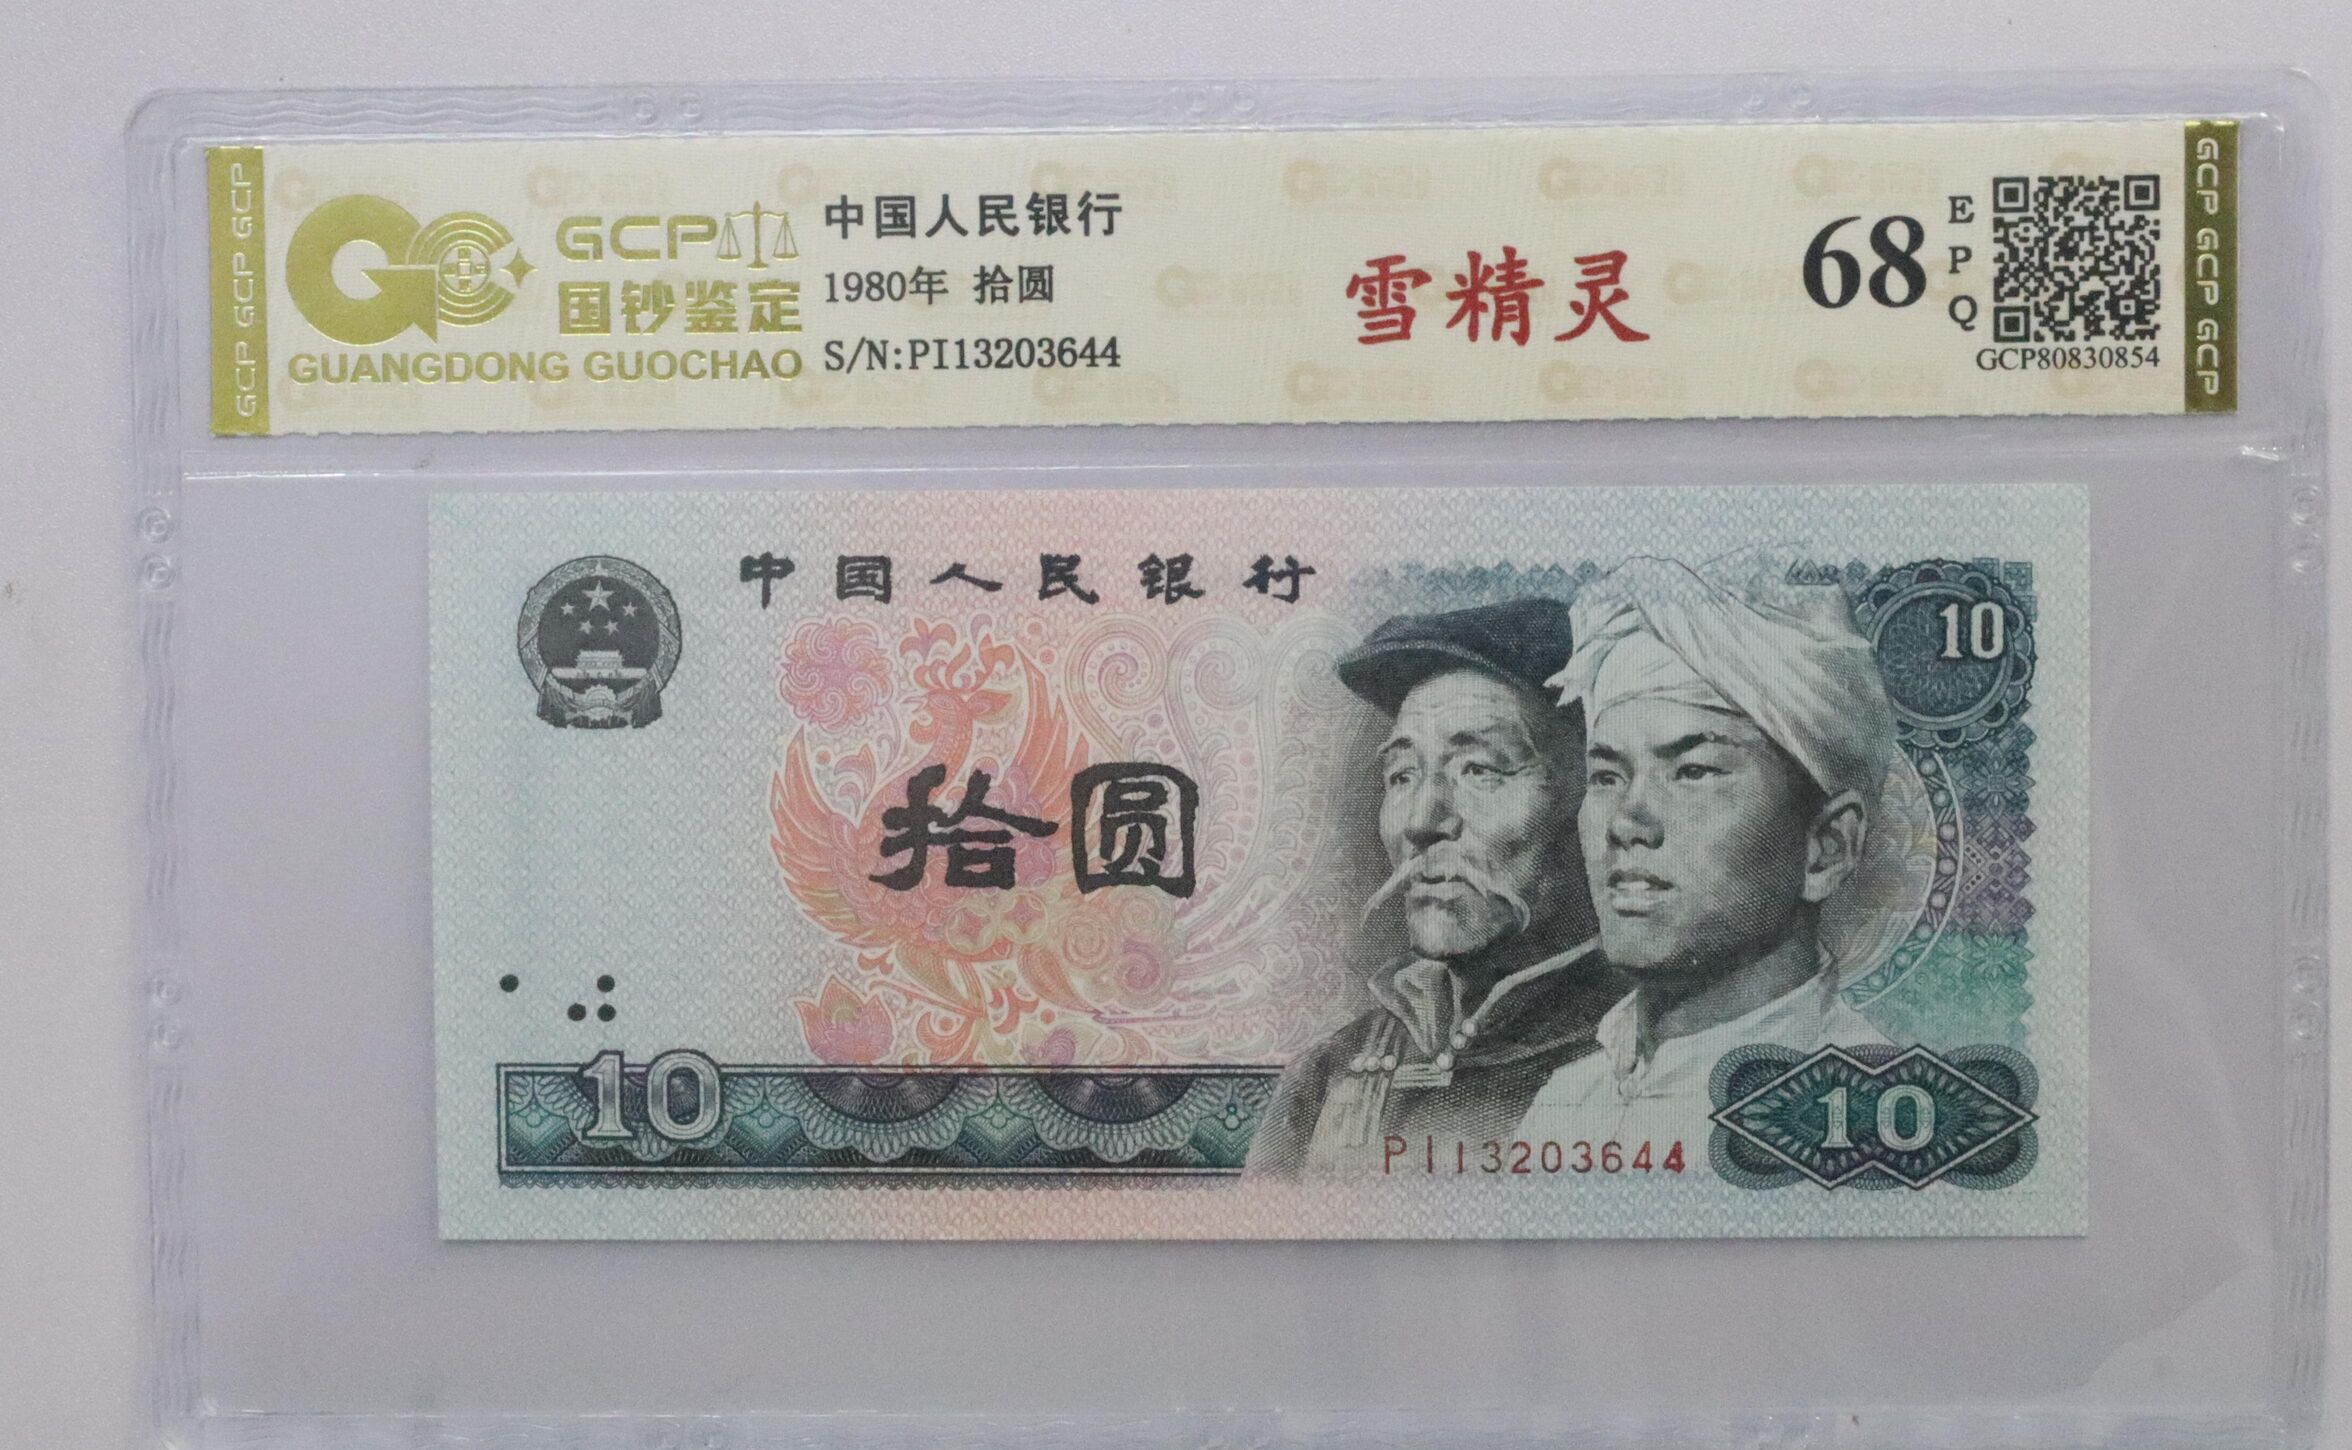 GCP GCP GCP
GCP
国钞鉴定
GUANGDONG GUOCHAO
中国人民银行
1980年 拾圆
S/N:PI13203644
雪精灵
68
E
P
Q
GCP80830854
GCP GCP GCP
中国人民银行
10
拾圆
10
PI13203644
10